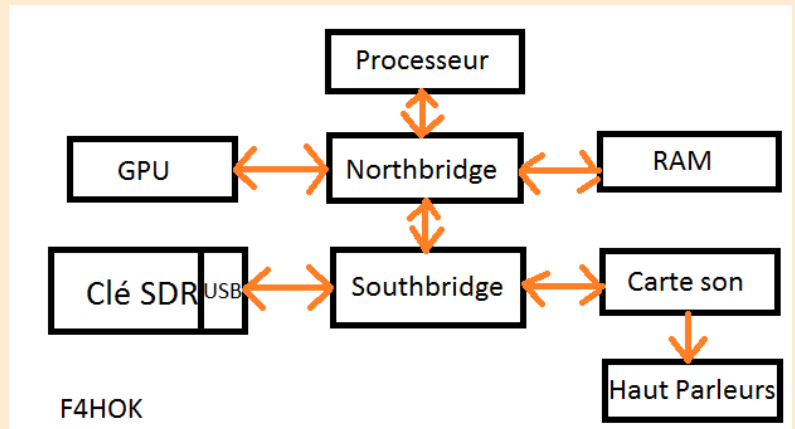 Processeur
GPU
Northbridge
RAM
Clé SDR
USB
Southbridge
Carte son
Haut Parleurs
F4HOK